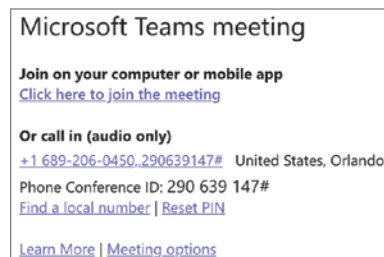 Microsoft Teams meeting
Join on your computer or mobile app
Click here to join the meeting
Or call in (audio only)
+1 689-206-0450,,290639147# United States, Orlando
Phone Conference ID: 290 639 147#
Find a local number | Reset PIN
Learn More | Meeting options